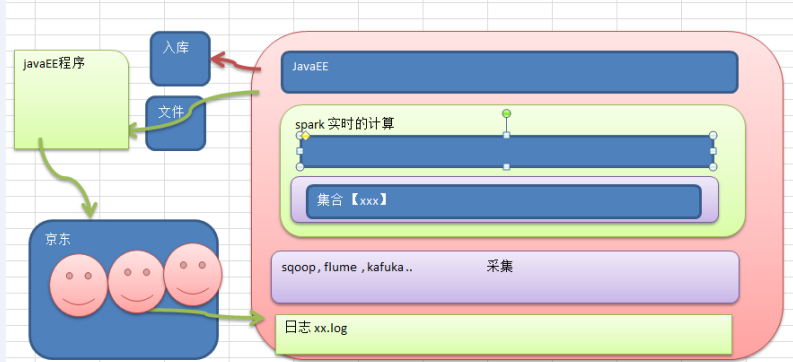 javaEE程序
入库
文件
京东
JavaEE
spark 实时的计算
集合【xxx】
sqoop , flume , kafuka .. 采集
日志 xx.log